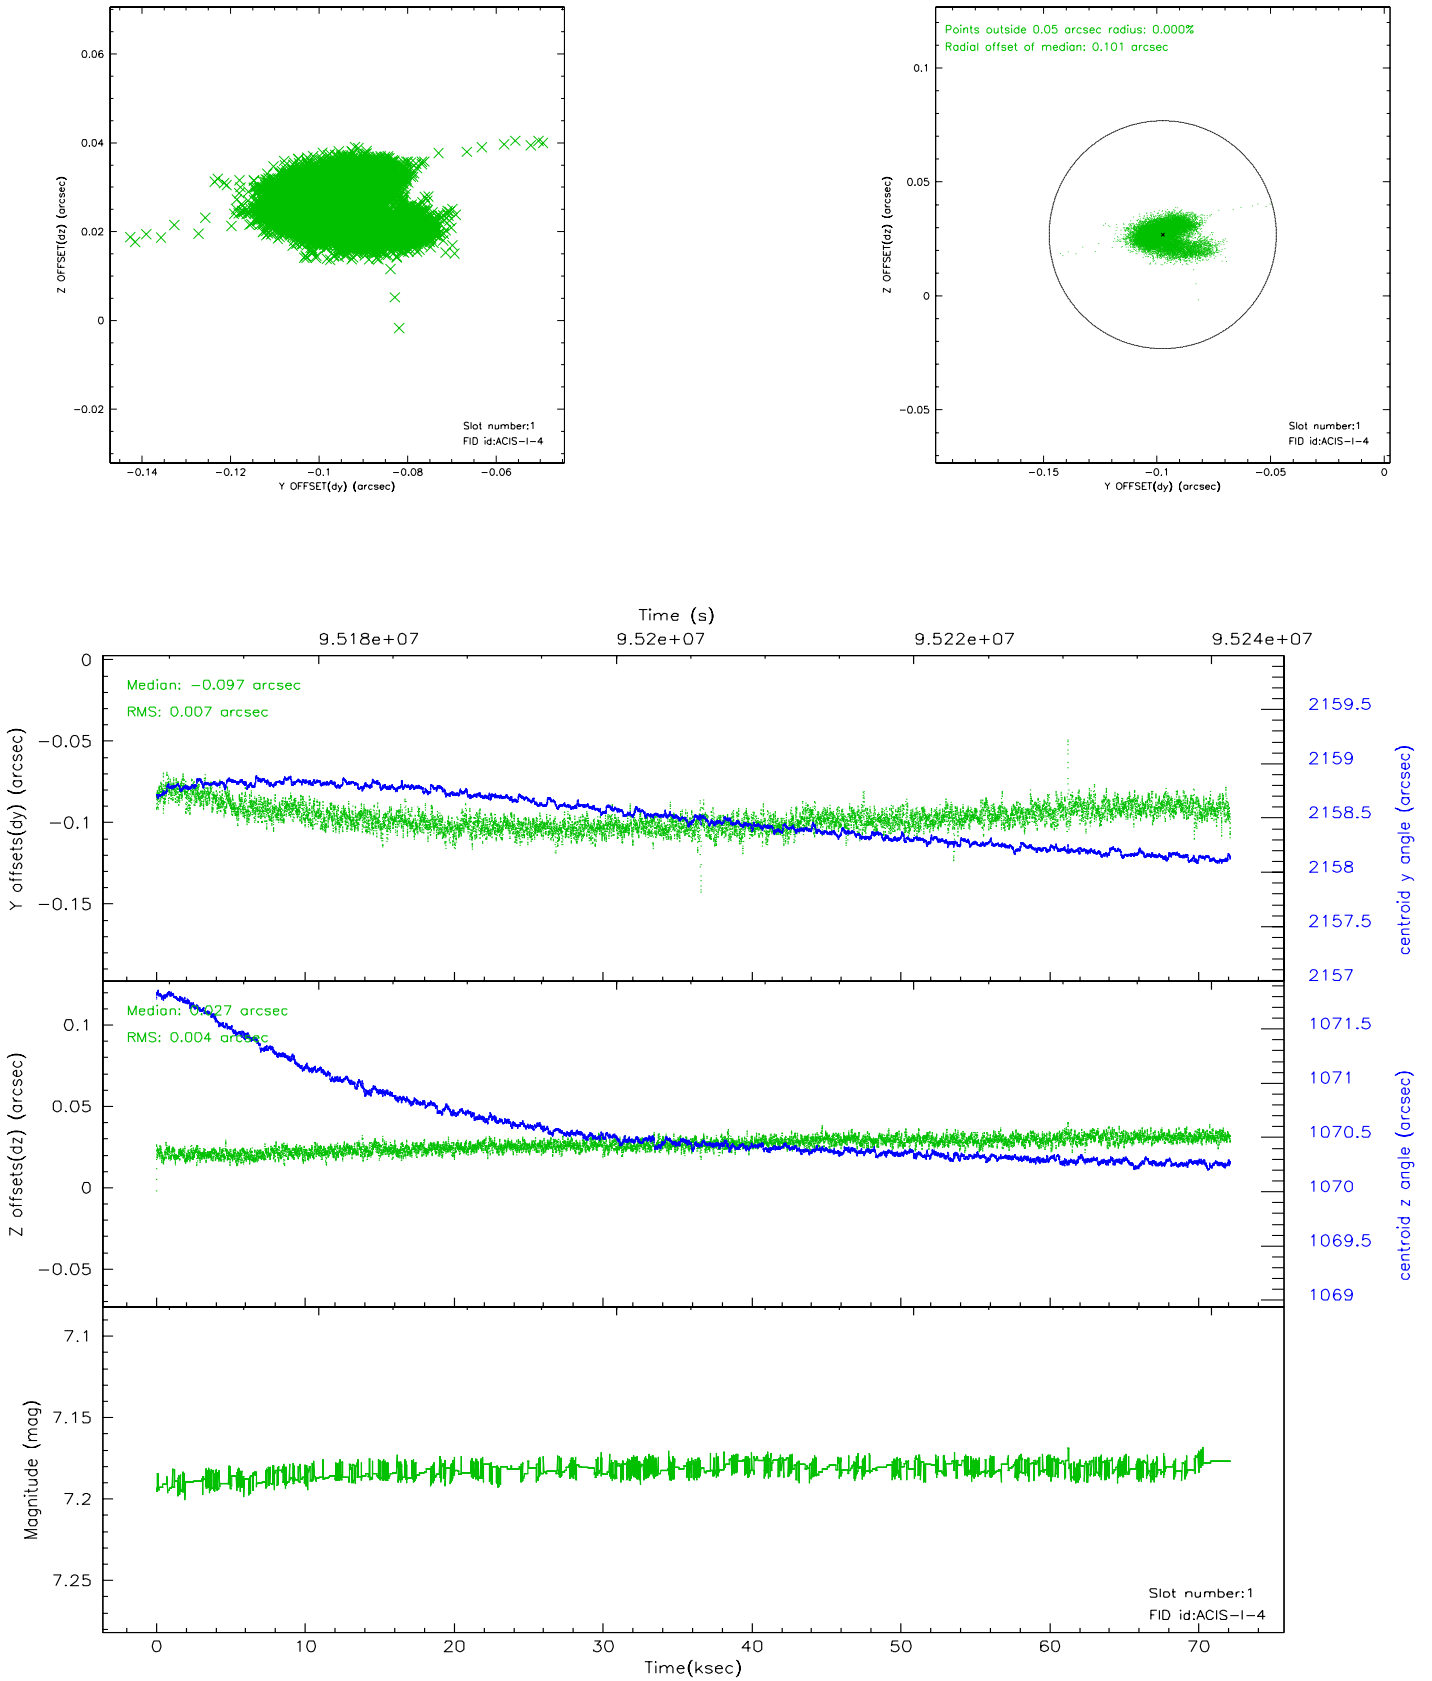 0.06
0.04
0.02
0
-0.02
Z OFFSET(dz) (arcsec)
Slot number:1
FID id:ACIS-I-4
-0.14 -0.12 -0.1 -0.08 -0.06
Y OFFSET(dy) (arcsec)
Points outside 0.05 arcsec radius: 0.000%
Radial offset of median: 0.101 arcsec
0.1
0.05
0
-0.05
Z OFFSET(dz) (arcsec)
Slot number:1
FID id:ACIS-I-4
-0.15 -0.1 -0.05 0
Y OFFSET(dy) (arcsec)
Time (s)
9.518e+07 9.52e+07 9.522e+07 9.524e+07
Median: -0.097 arcsec
RMS: 0.007 arcsec
0
-0.05
-0.1
-0.15
Y offsets(dy) (arcsec)
2159.5
2159
2158.5
2158
2157.5
2157
centroid y angle (arcsec)
Median: 0.027 arcsec
RMS: 0.004 arcsec
0.1
0.05
0
-0.05
Z offsets(dz) (arcsec)
1071.5
1071
1070.5
1070
1069.5
1069
centroid z angle (arcsec)
7.1
7.15
7.2
7.25
Magnitude (mag)
Slot number:1
FID id:ACIS-I-4
0 10 20 30 40 50 60 70
Time(ksec)